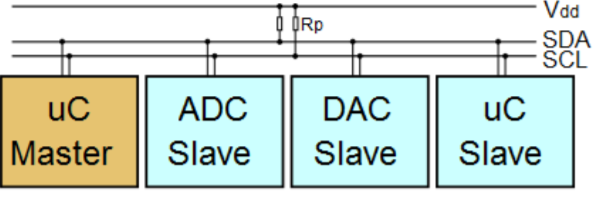 Vdd
Rp
SDA
SCL
uC
Master
ADC
Slave
DAC
Slave
uC
Slave